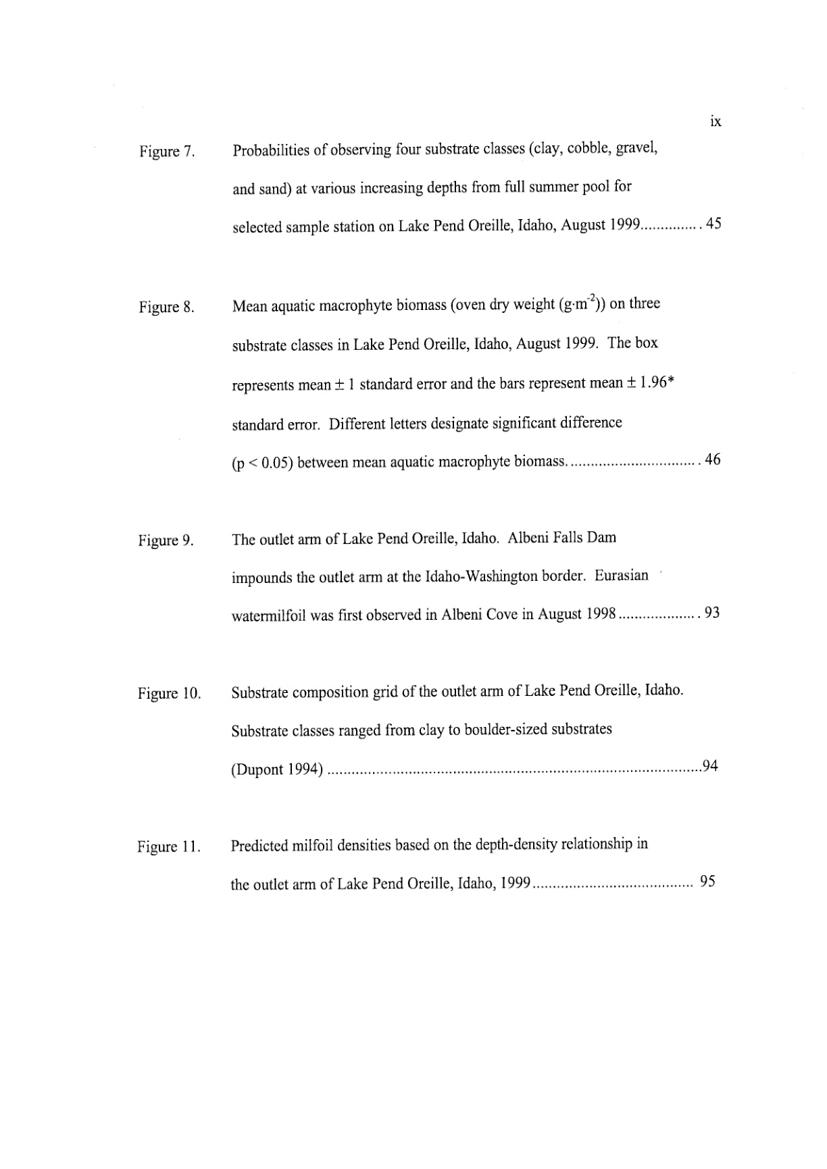 ix
Figure 7. Probabilities of observing four substrate classes (clay, cobble, gravel,
and sand) at various increasing depths from full summer pool for
selected sample station on Lake Pend Oreille, Idaho, August 1999.............. 45
Figure 8. Mean aquatic macrophyte biomass (oven dry weight (g·m⁻²)) on three
substrate classes in Lake Pend Oreille, Idaho, August 1999. The box
represents mean ± 1 standard error and the bars represent mean ± 1.96*
standard error. Different letters designate significant difference
(p < 0.05) between mean aquatic macrophyte biomass................................ 46
Figure 9. The outlet arm of Lake Pend Oreille, Idaho. Albeni Falls Dam
impounds the outlet arm at the Idaho-Washington border. Eurasian
watermilfoil was first observed in Albeni Cove in August 1998.................... 93
Figure 10. Substrate composition grid of the outlet arm of Lake Pend Oreille, Idaho.
Substrate classes ranged from clay to boulder-sized substrates
(Dupont 1994) .............................................................................................94
Figure 11. Predicted milfoil densities based on the depth-density relationship in
the outlet arm of Lake Pend Oreille, Idaho, 1999........................................ 95